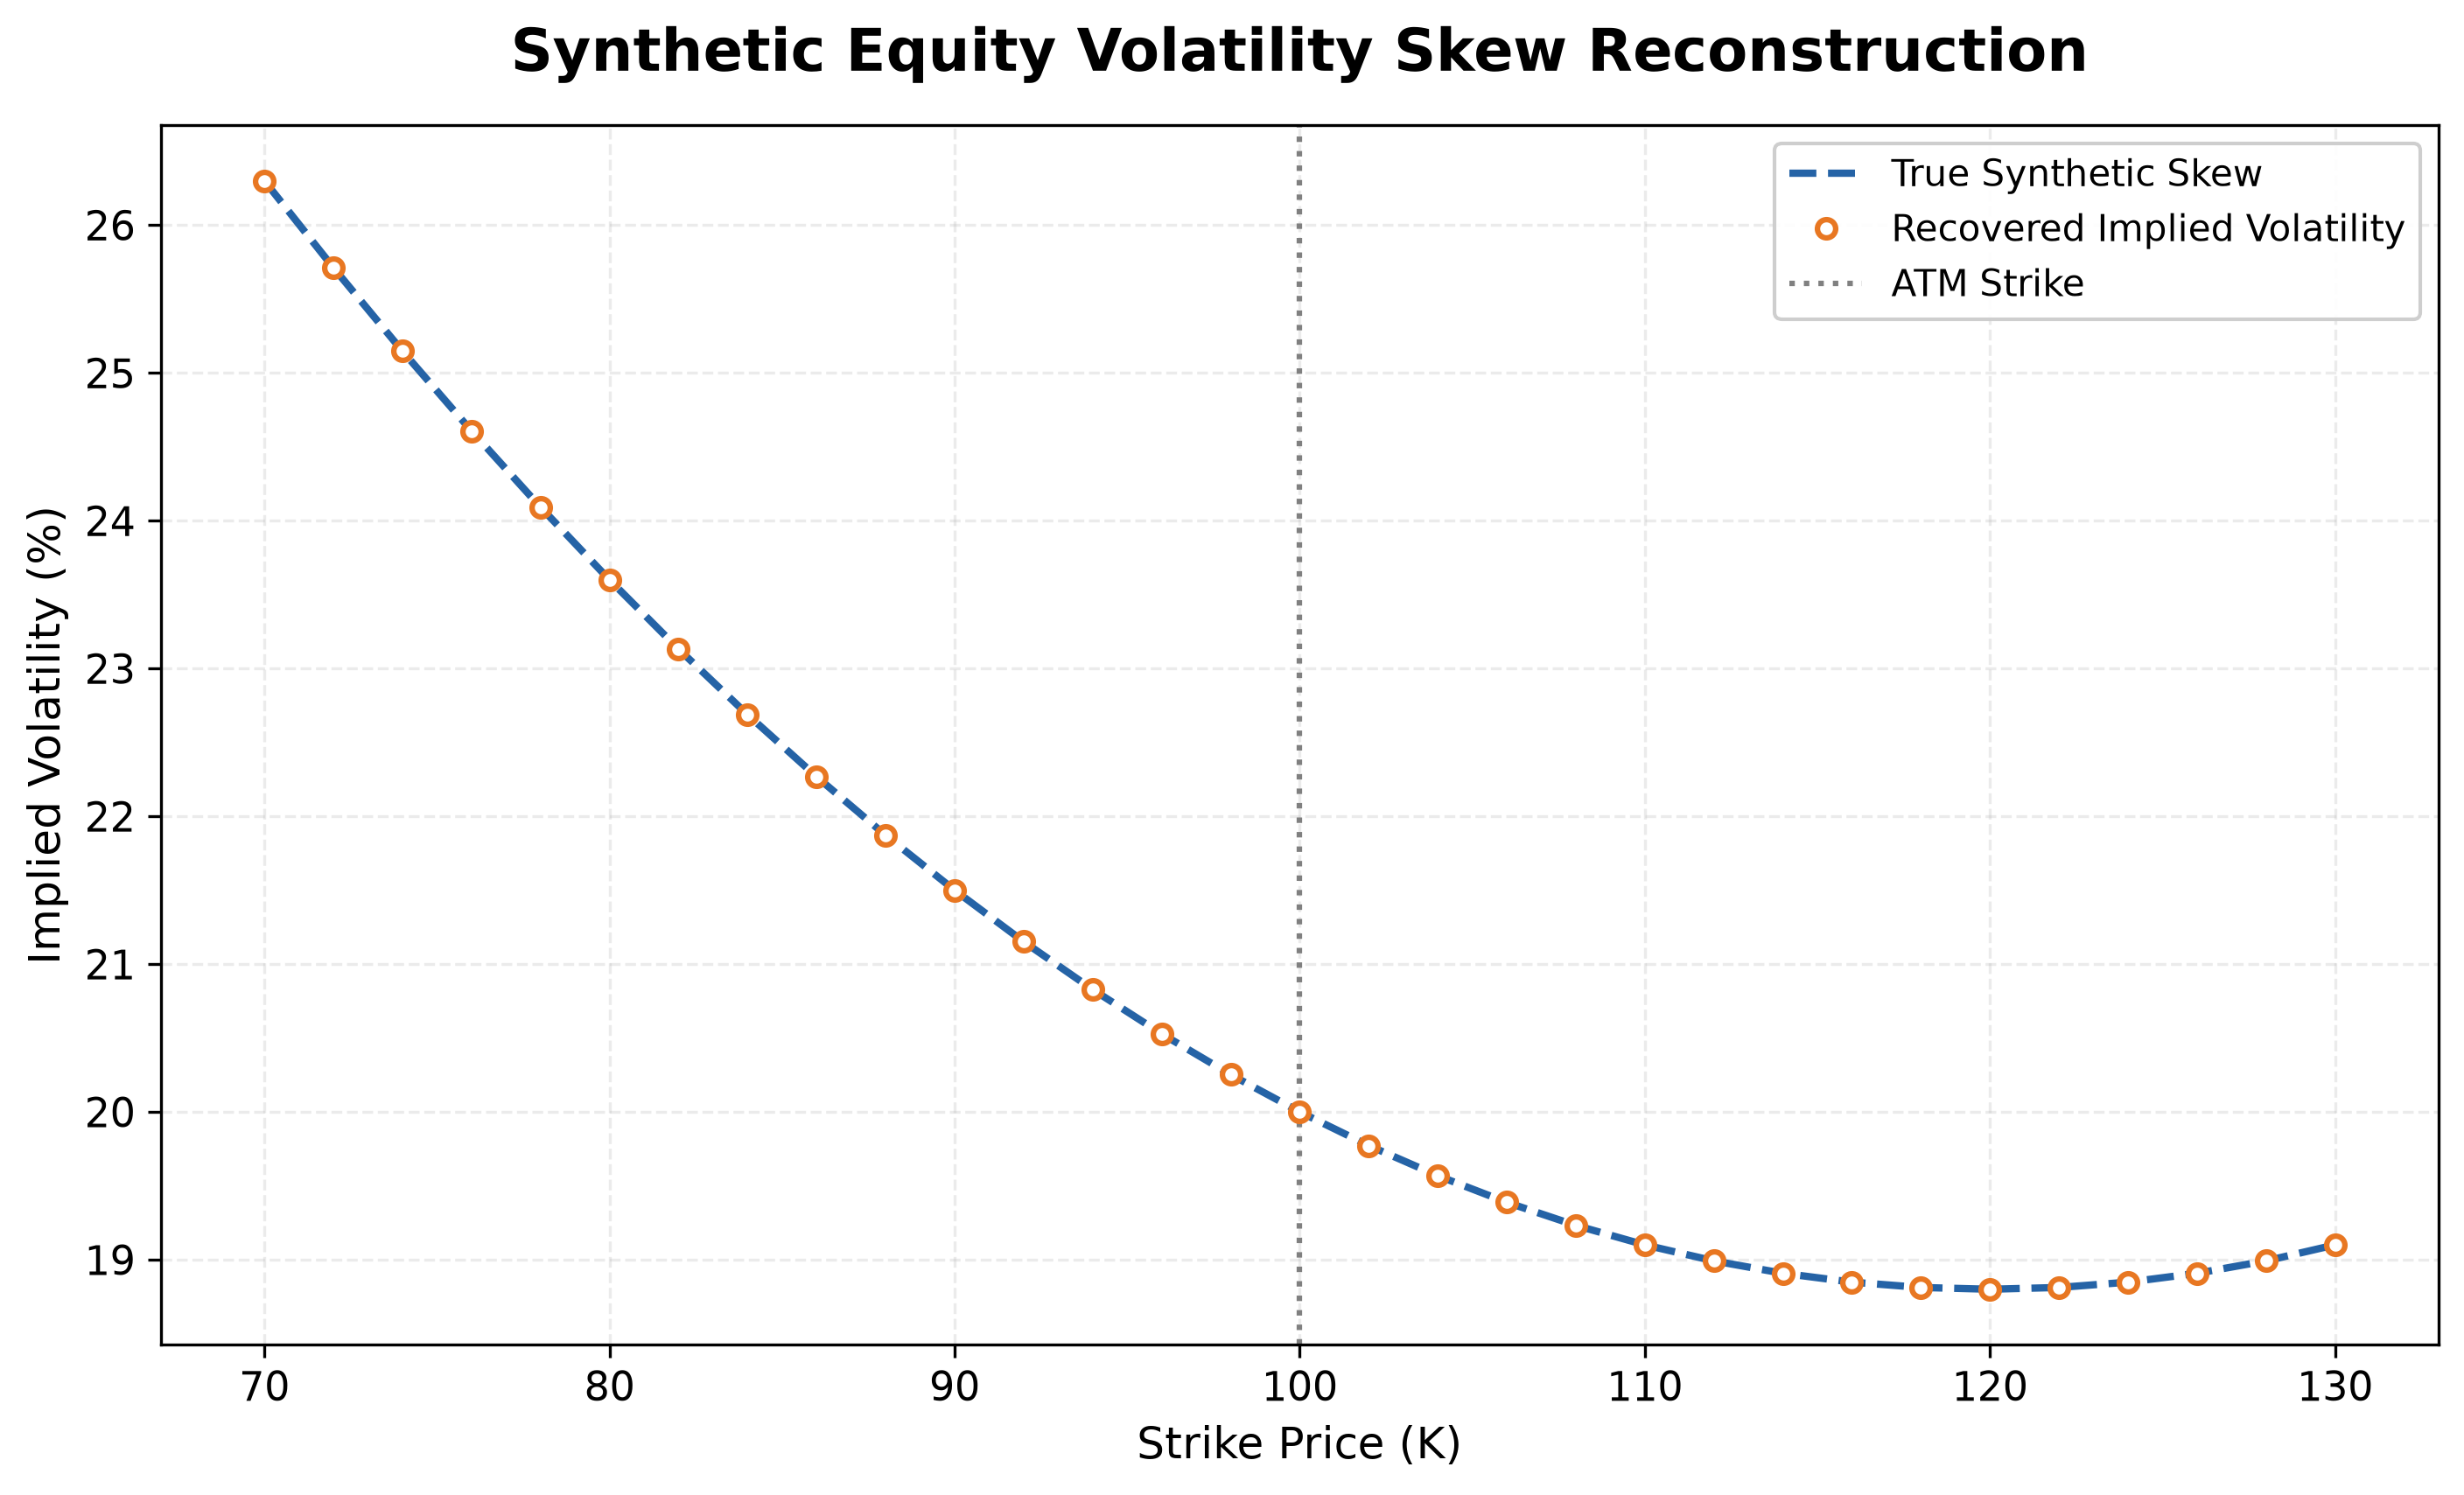 Synthetic Equity Volatility Skew Reconstruction
True Synthetic Skew
Recovered Implied Volatility
ATM Strike
Implied Volatility (%)
26
25
24
23
22
21
20
19
70 80 90 100 110 120 130
Strike Price (K)